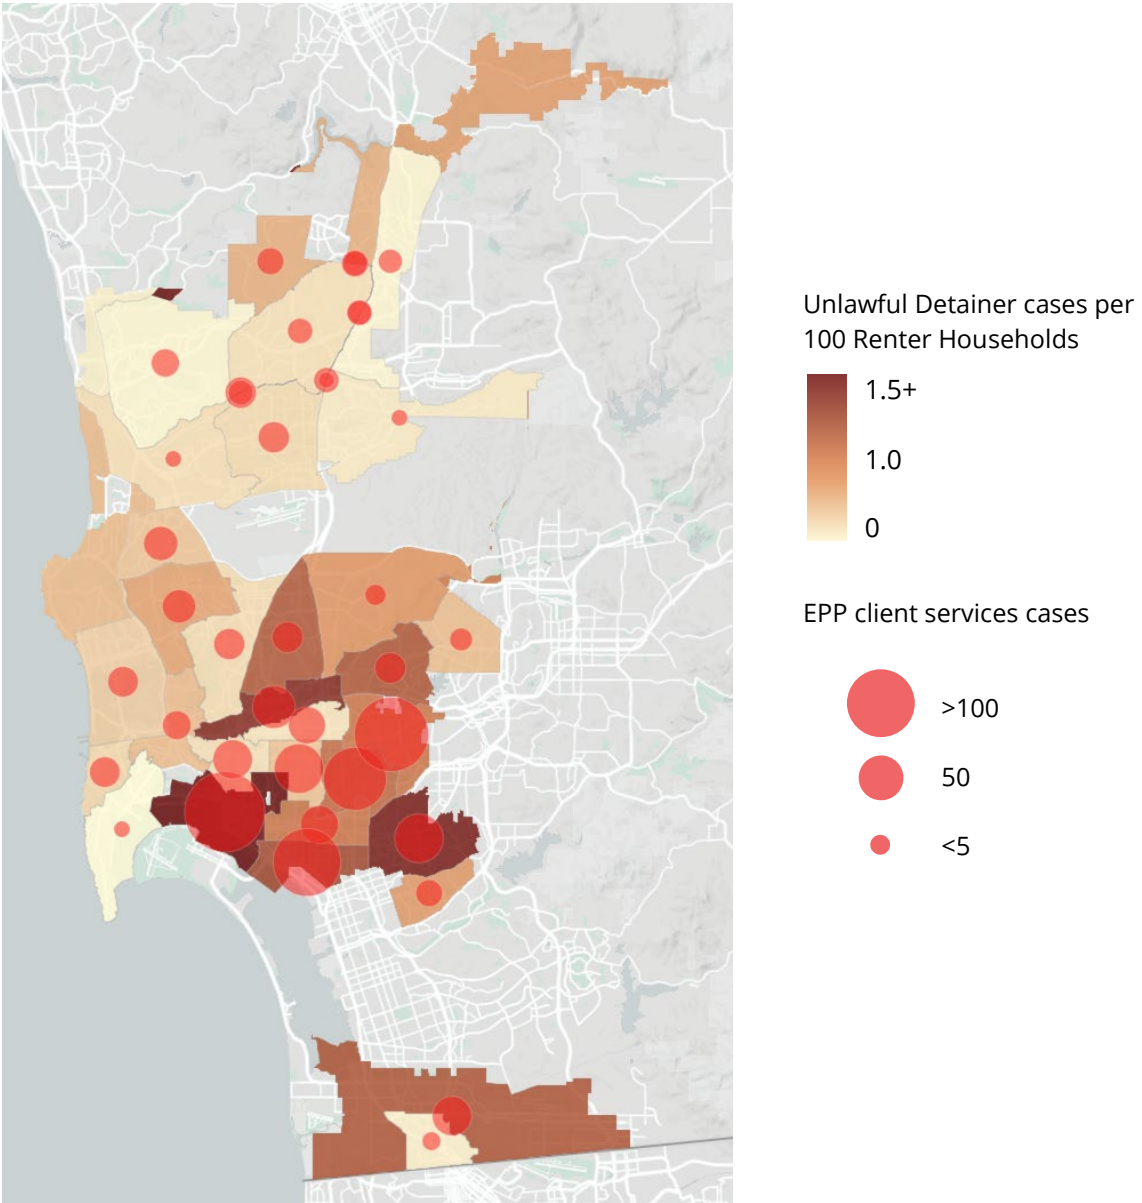 Unlawful Detainer cases per
100 Renter Households
1.5+
1.0
0
EPP client services cases
>100
50
<5